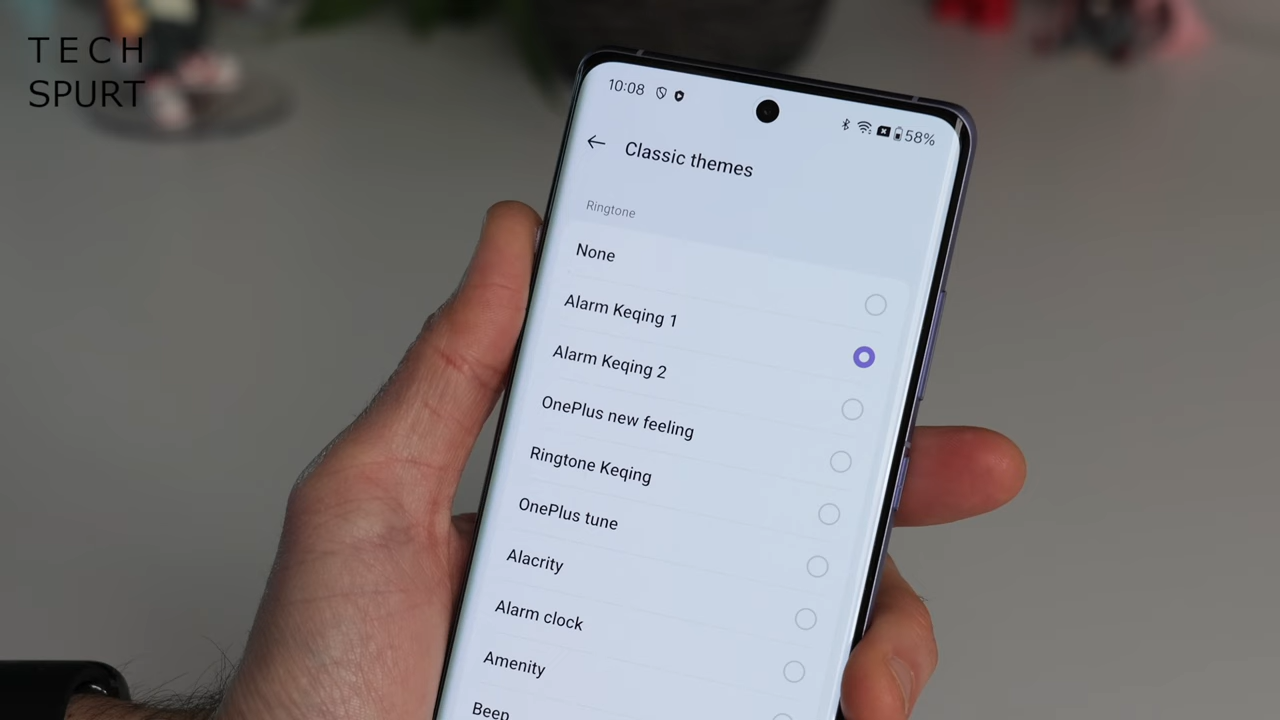 TECH
SPURT
10:08
58%
Classic themes
Ringtone
None
Alarm Keqing 1
Alarm Keqing 2
OnePlus new feeling
Ringtone Keqing
OnePlus tune
Alacrity
Alarm clock
Amenity
Beep